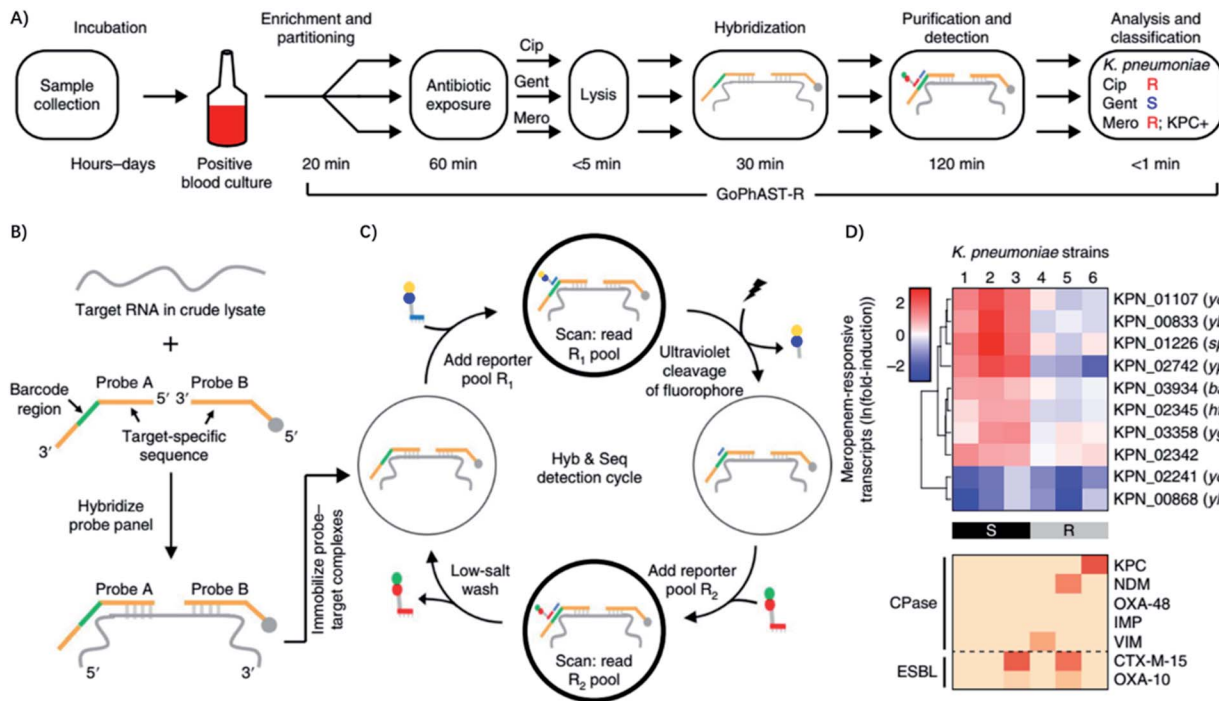 A)
Incubation
Sample
collection
Hours–days
Positive
blood culture
Enrichment and
partitioning
20 min
Antibiotic
exposure
60 min
Cip
Gent
Mero
Lysis
<5 min
Hybridization
30 min
Purification and
detection
120 min
Analysis and
classification
K. pneumoniae
Cip R
Gent S
Mero R; KPC+
<1 min
GoPhAST-R
B)
Target RNA in crude lysate
+
Barcode
region
Probe A
5′
3′
Probe B
3′
Target-specific
sequence
5′
Hybridize
probe panel
Probe A
Probe B
5′
3′
Immobilize probe–
target complexes
C)
Add reporter
pool R1
Scan: read
R1 pool
Ultraviolet
cleavage
of fluorophore
Hyb & Seq
detection cycle
Add reporter
pool R2
Scan: read
R2 pool
Low-salt
wash
D)
K. pneumoniae strains
1 2 3 4 5 6
Meropenem-responsive
transcripts (ln(fold-induction))
2
0
−2
KPN_01107
KPN_00833
KPN_01226
KPN_02742
KPN_03934
KPN_02345
KPN_03358
KPN_02342
KPN_02241
KPN_00868
S
R
CPase
KPC
NDM
OXA-48
IMP
VIM
ESBL
CTX-M-15
OXA-10